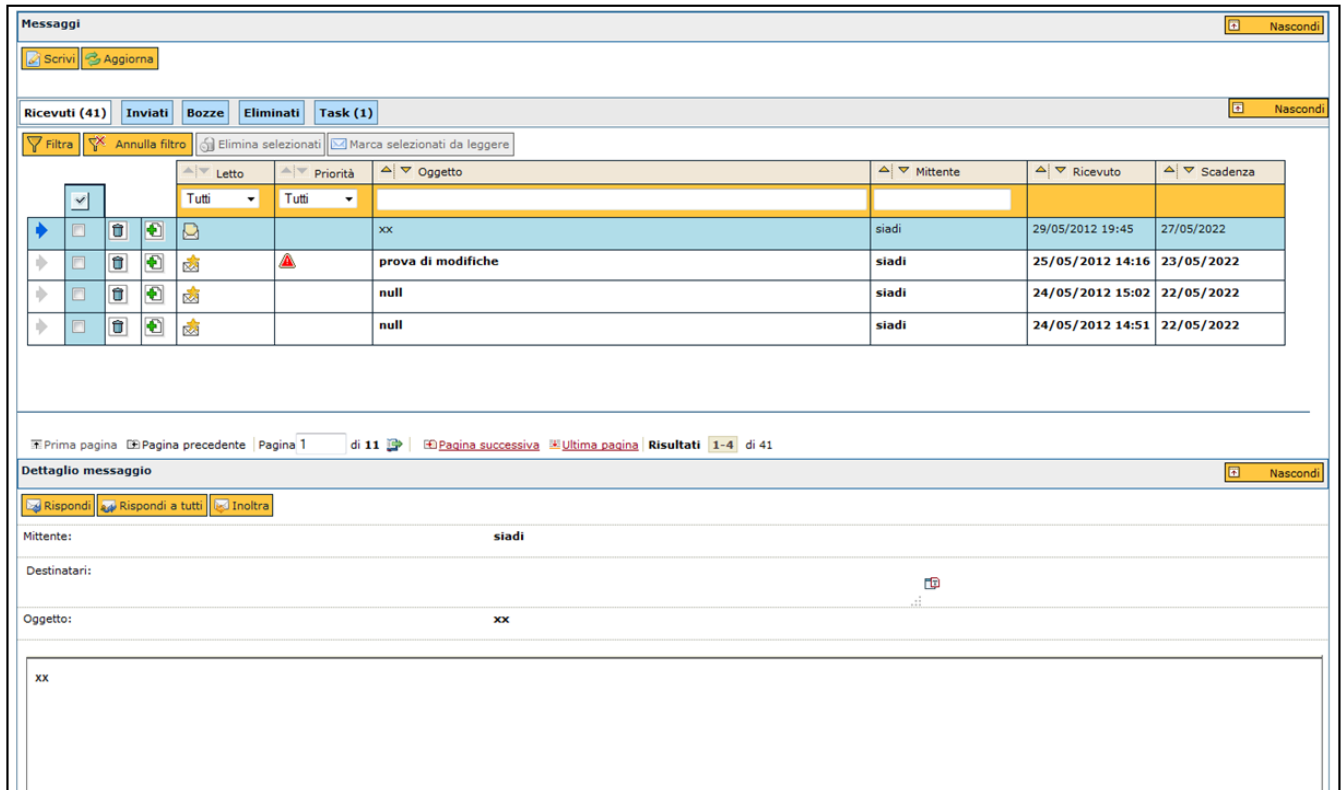 Messaggi Nascondi
Scrivi Aggiorna
Ricevuti (41) Inviati Bozze Eliminati Task (1) Nascondi
Filtra Annulla filtro Elimina selezionati Marca selezionati da leggere
Letto Priorità Oggetto Mittente Ricevuto Scadenza
Tutti Tutti
xx siadi 29/05/2012 19:45 27/05/2022
prova di modifiche siadi 25/05/2012 14:16 23/05/2022
null siadi 24/05/2012 15:02 22/05/2022
null siadi 24/05/2012 14:51 22/05/2022
Prima pagina Pagina precedente Pagina 1 di 11 Pagina successiva Ultima pagina Risultati 1-4 di 41
Dettaglio messaggio Nascondi
Rispondi Rispondi a tutti Inoltra
Mittente: siadi
Destinatari:
Oggetto: xx
xx